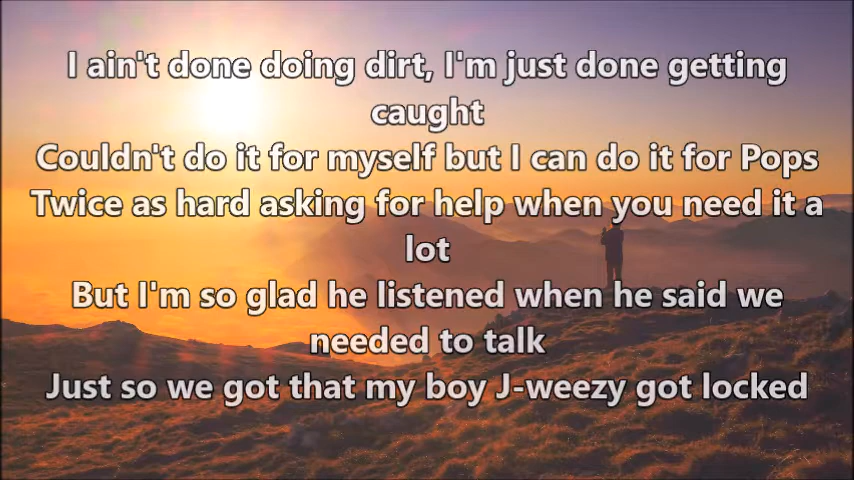 I ain't done doing dirt, I'm just done getting
caught
Couldn't do it for myself but I can do it for Pops
Twice as hard asking for help when you need it a
lot
But I'm so glad he listened when he said we
needed to talk
Just so we got that my boy J-weezy got locked